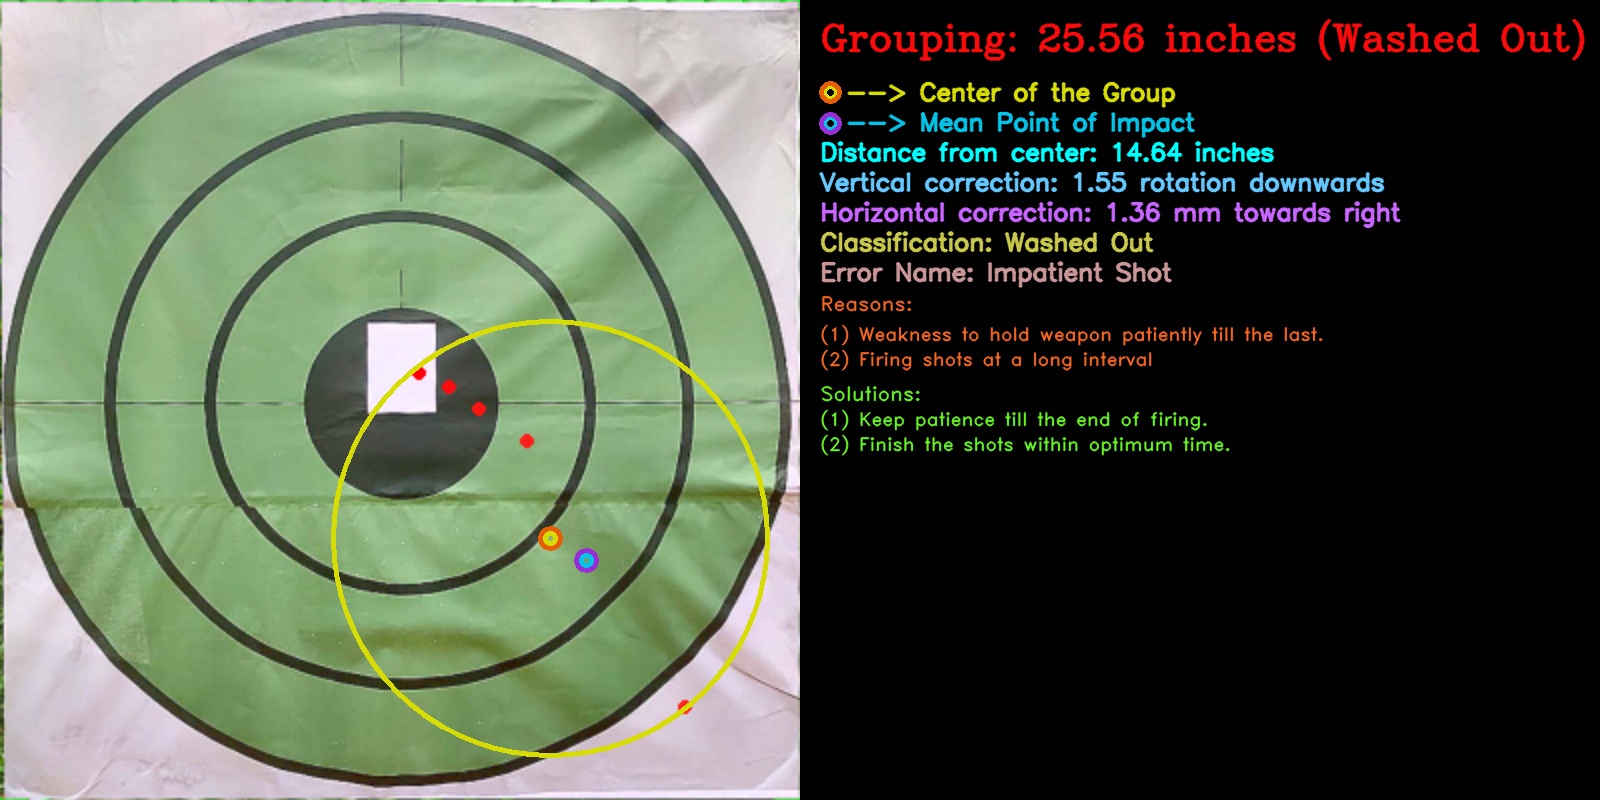 Grouping: 25.56 inches (Washed Out)
--> Center of the Group
--> Mean Point of Impact
Distance from center: 14.64 inches
Vertical correction: 1.55 rotation downwards
Horizontal correction: 1.36 mm towards right
Classification: Washed Out
Error Name: Impatient Shot
Reasons:
(1) Weakness to hold weapon patiently till the last.
(2) Firing shots at a long interval
Solutions:
(1) Keep patience till the end of firing.
(2) Finish the shots within optimum time.